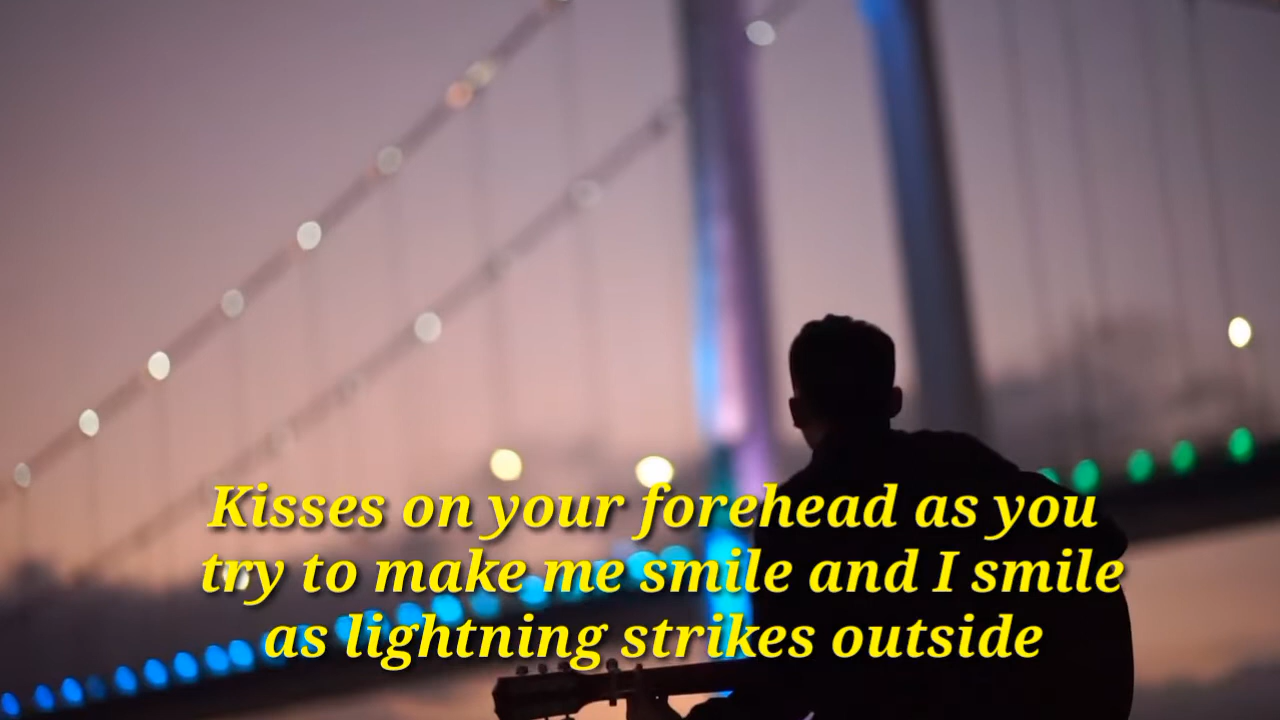 Kisses on your forehead as you
try to make me smile and I smile
as lightning strikes outside